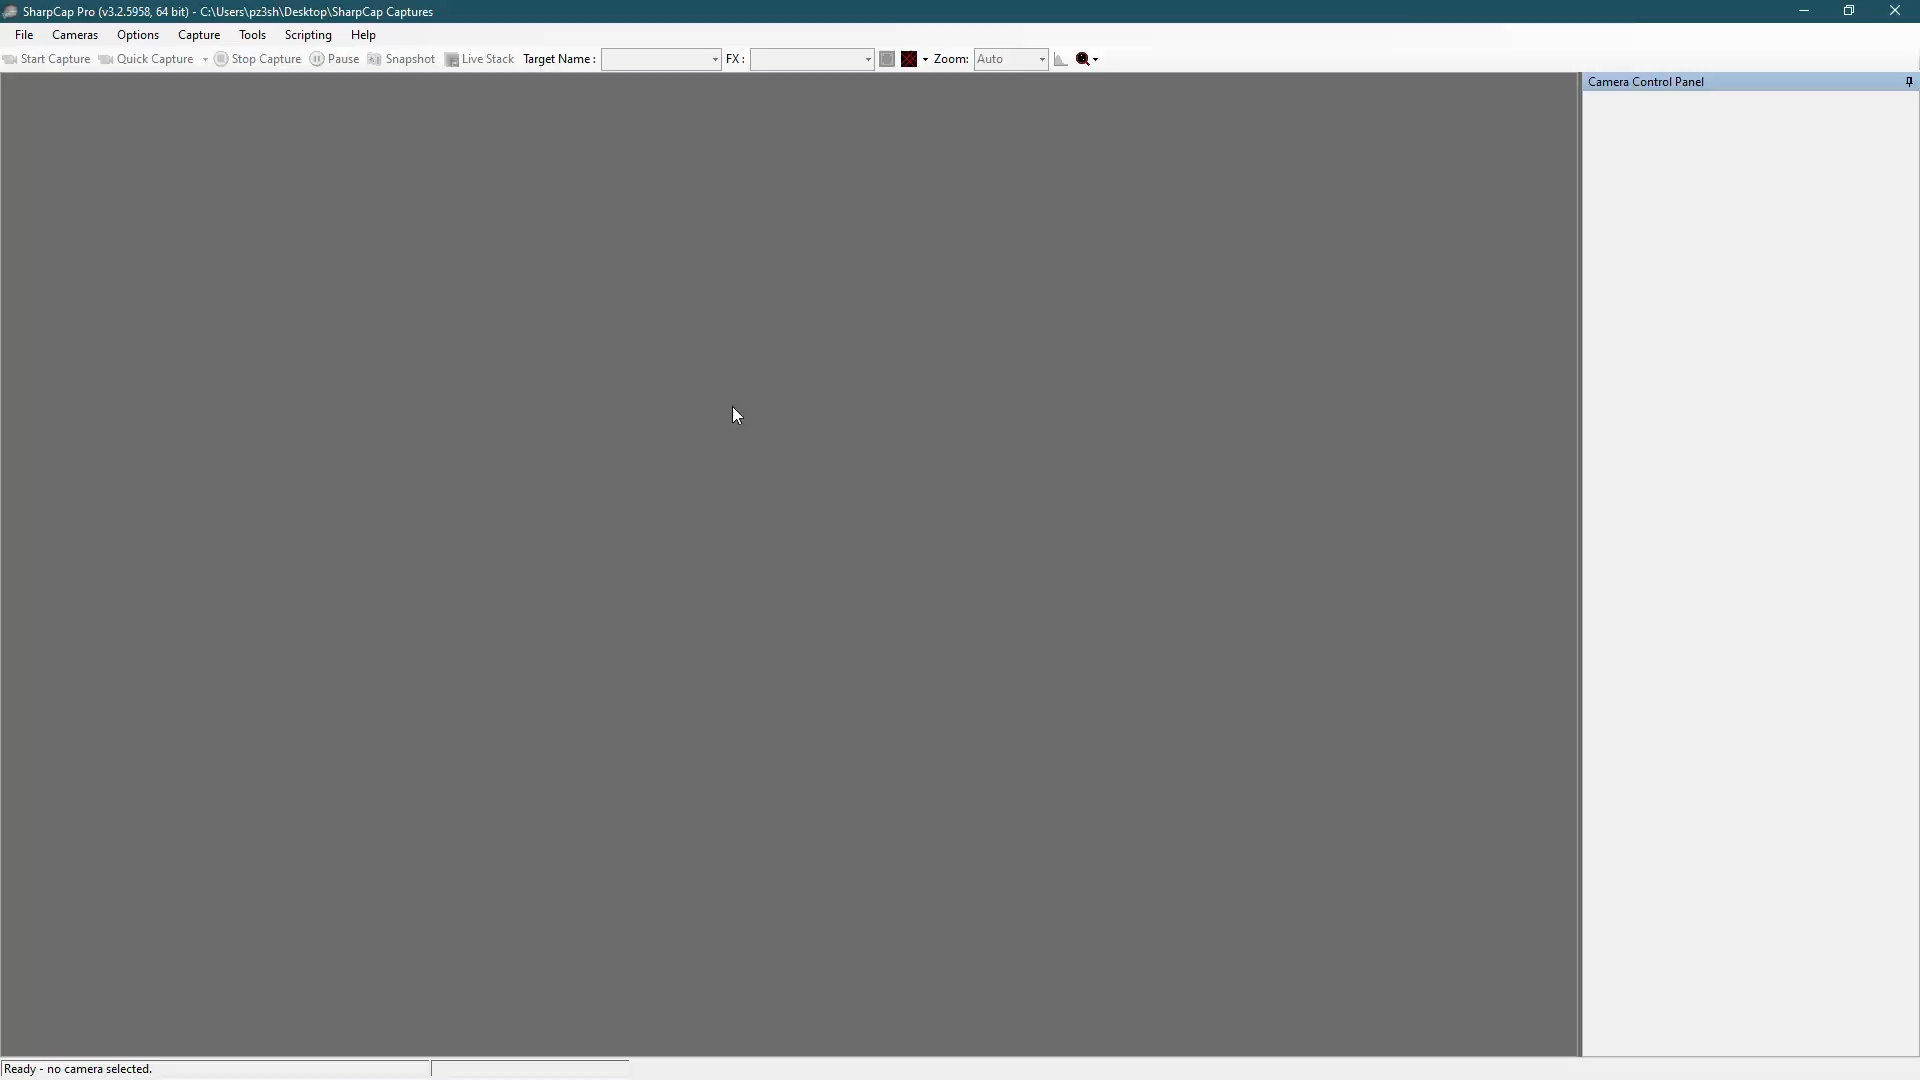 SharpCap Pro (v3.2.5958, 64 bit) - C:\Users\pz3sh\Desktop\SharpCap Captures
File Cameras Options Capture Tools Scripting Help
Start Capture Quick Capture Stop Capture Pause Snapshot Live Stack Target Name : FX : Zoom: Auto
Camera Control Panel
Ready - no camera selected.